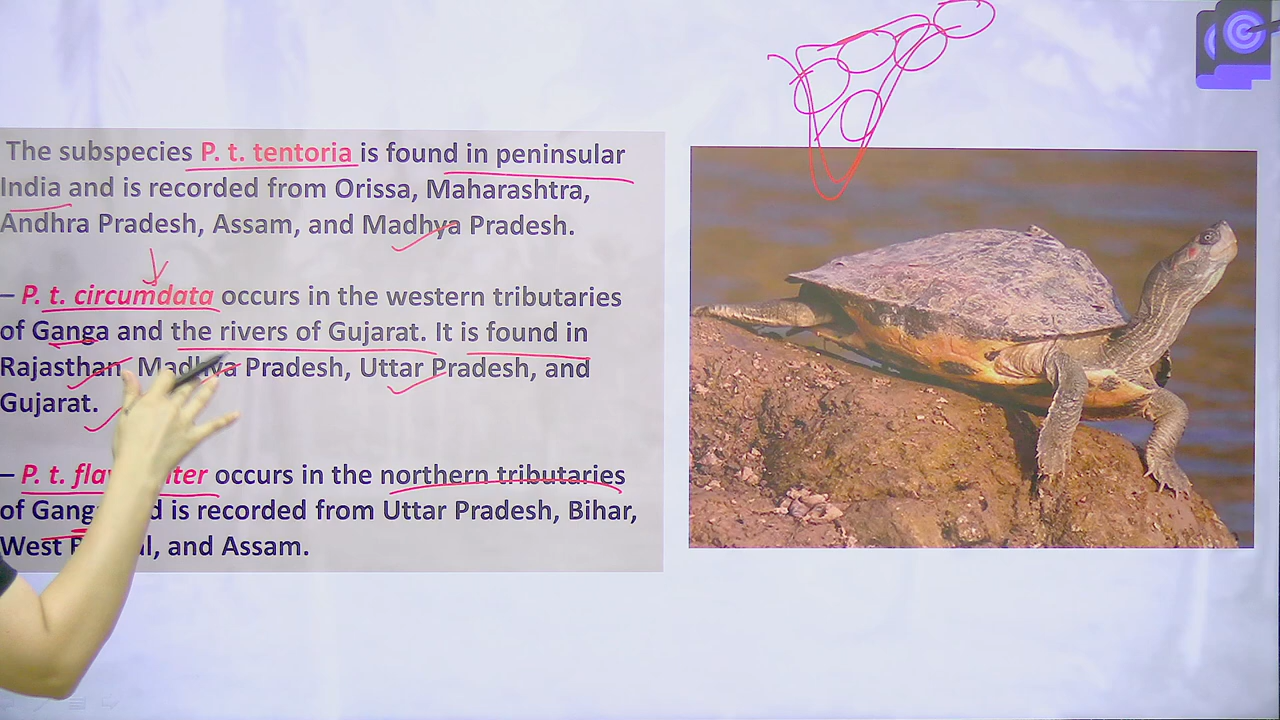 The subspecies P. t. tentoria is found in peninsular
India and is recorded from Orissa, Maharashtra,
Andhra Pradesh, Assam, and Madhya Pradesh.
– P. t. circumdata occurs in the western tributaries
of Ganga and the rivers of Gujarat. It is found in
Rajasthan, Madhya Pradesh, Uttar Pradesh, and
Gujarat.
– P. t. occurs in the northern tributaries
of is recorded from Uttar Pradesh, Bihar,
West and Assam.